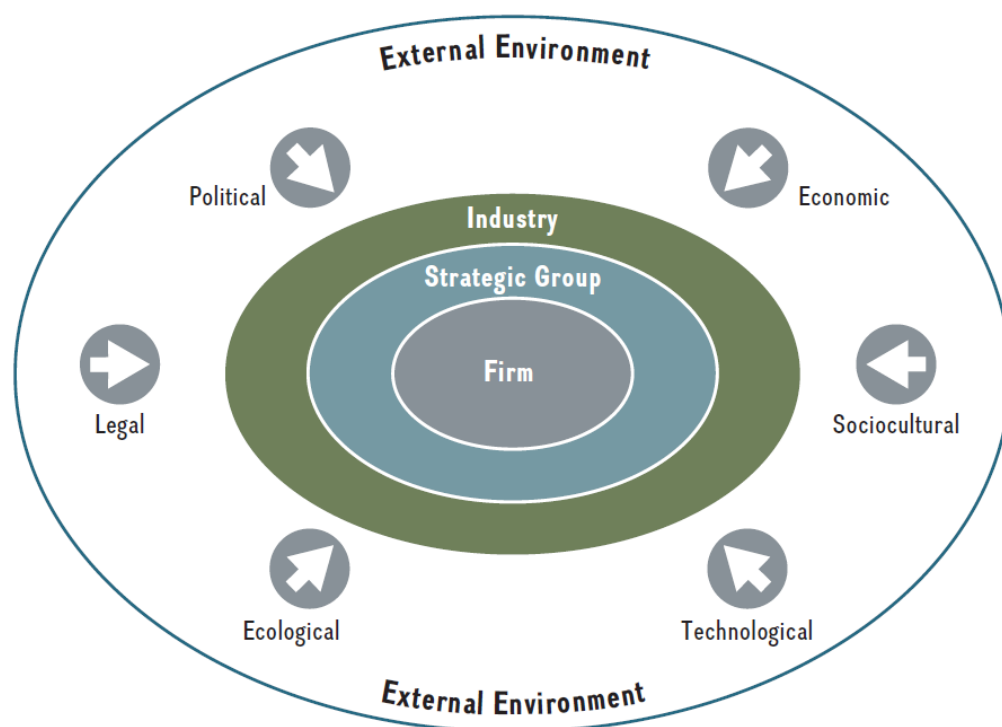 External Environment
Political
Economic
Industry
Strategic Group
Firm
Legal
Sociocultural
Ecological
Technological
External Environment